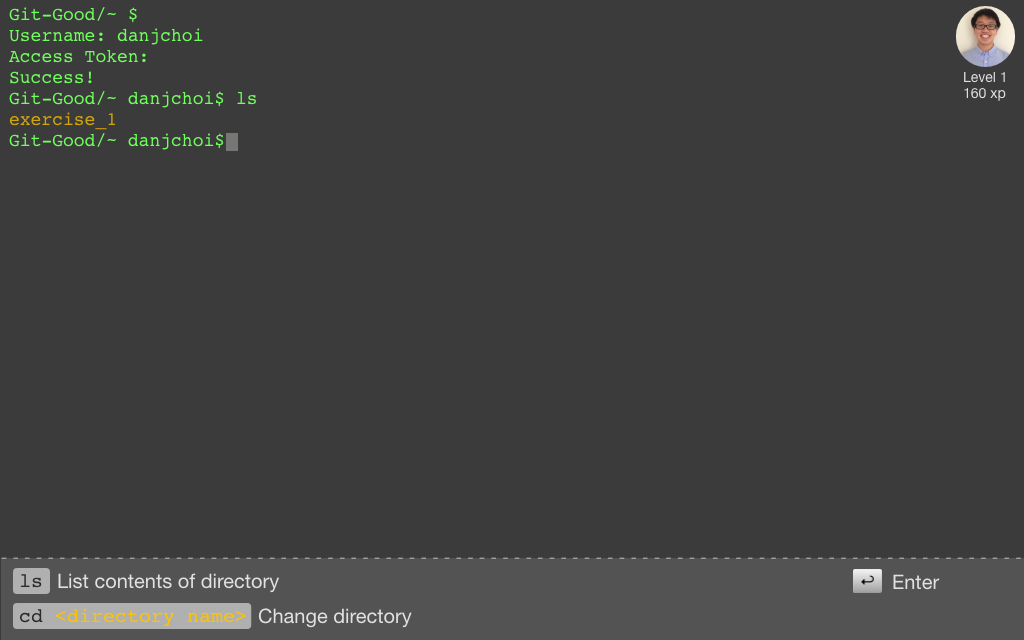 Git-Good/~ $
Username: danjchoi
Access Token:
Success!
Git-Good/~ danjchoi$ ls
exercise_1
Git-Good/~ danjchoi$
Level 1
160 xp
ls List contents of directory
↩ Enter
cd <directory name> Change directory